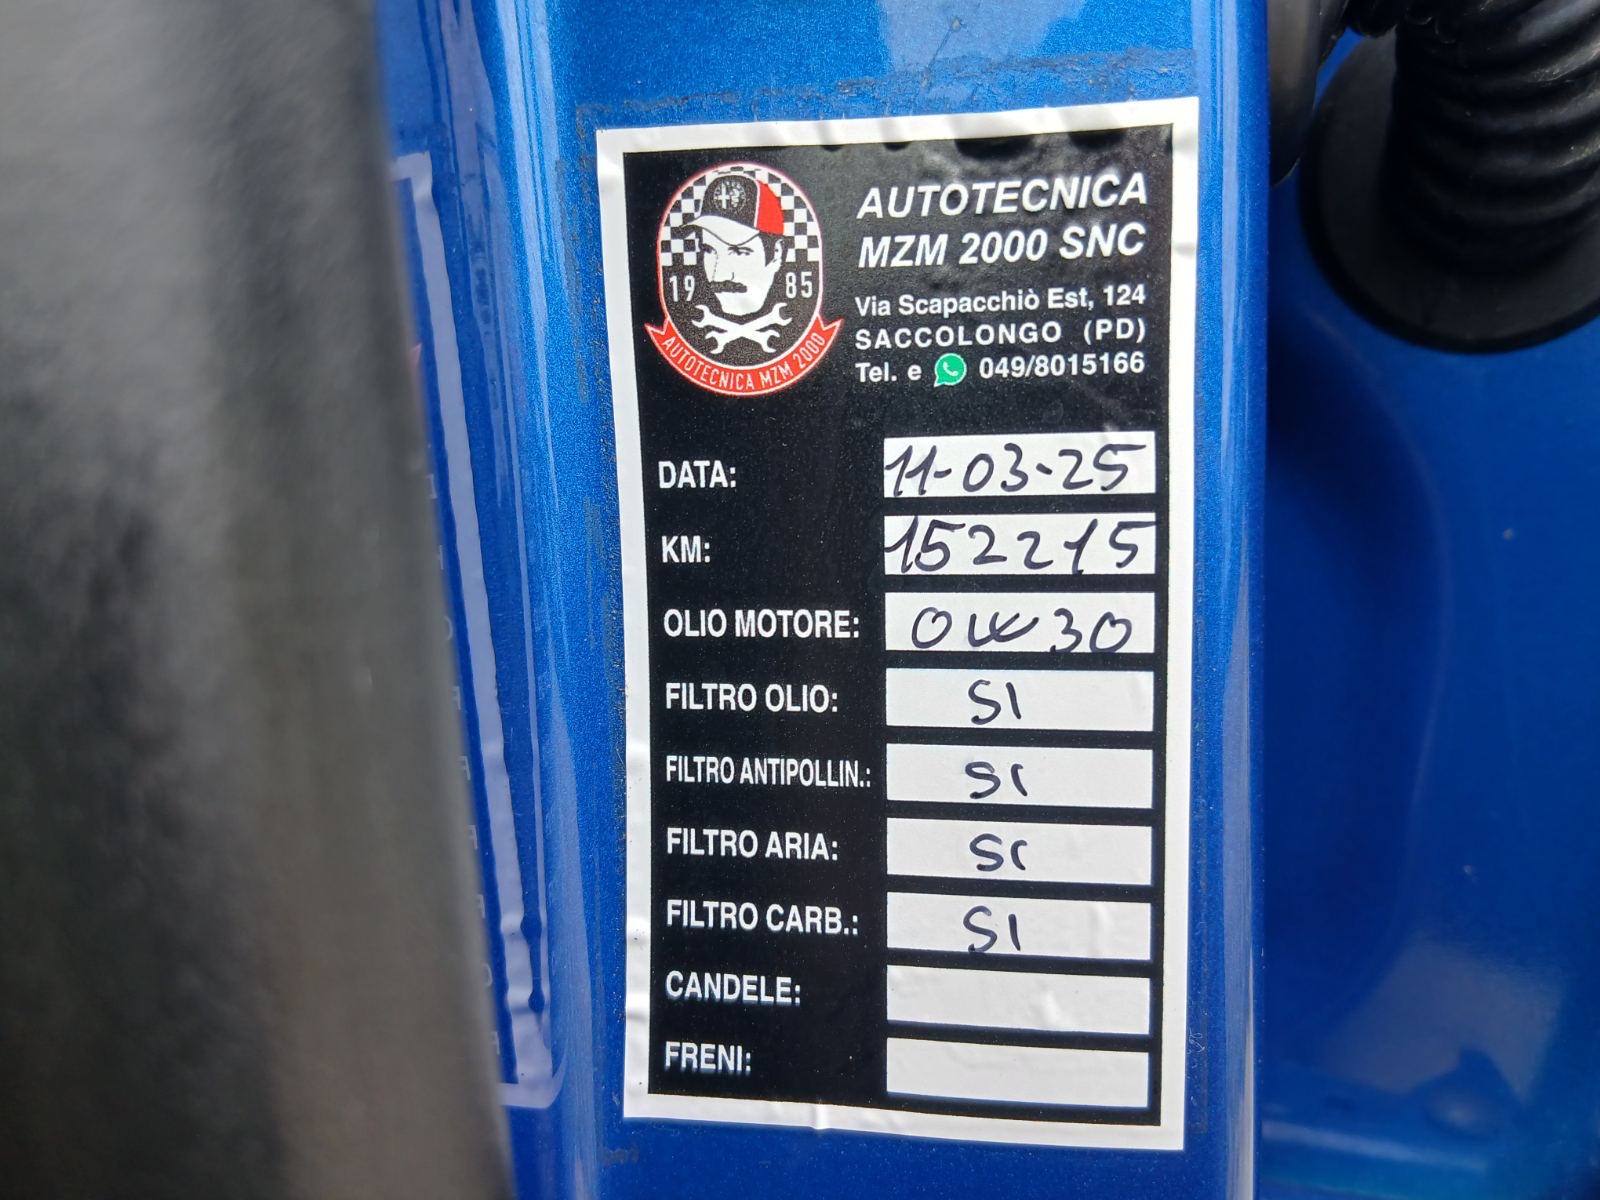 AUTOTECNICA
MZM 2000 SNC
Via Scapacchiò Est, 124
SACCOLONGO (PD)
Tel. e 049/8015166
19 85
AUTOTECNICA MZM 2000
DATA: 11-03-25
KM: 152215
OLIO MOTORE: 0W30
FILTRO OLIO: SI
FILTRO ANTIPOLLIN.: SI
FILTRO ARIA: SI
FILTRO CARB.: SI
CANDELE:
FRENI: